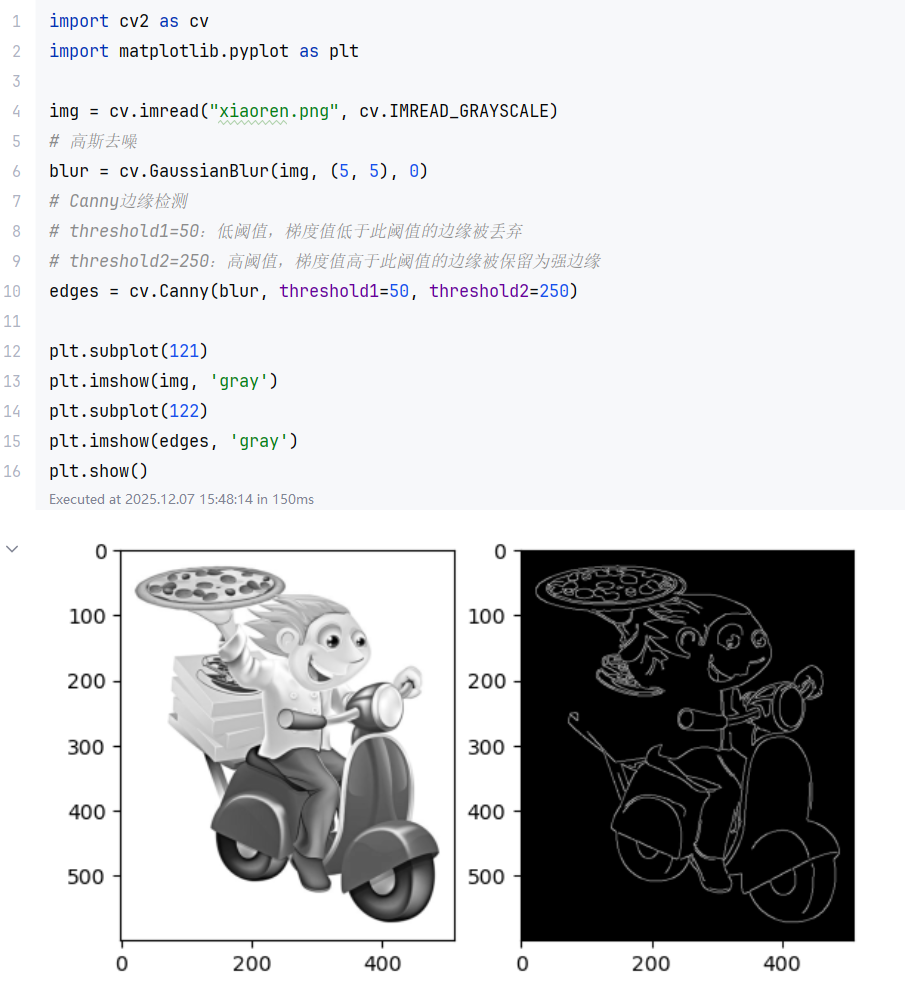 1 import cv2 as cv
2 import matplotlib.pyplot as plt
3
4 img = cv.imread("xiaoren.png", cv.IMREAD_GRAYSCALE)
5 # 高斯去噪
6 blur = cv.GaussianBlur(img, (5, 5), 0)
7 # Canny边缘检测
8 # threshold1=50：低阈值，梯度值低于此阈值的边缘被丢弃
9 # threshold2=250：高阈值，梯度值高于此阈值的边缘被保留为强边缘
10 edges = cv.Canny(blur, threshold1=50, threshold2=250)
11
12 plt.subplot(121)
13 plt.imshow(img, 'gray')
14 plt.subplot(122)
15 plt.imshow(edges, 'gray')
16 plt.show()
Executed at 2025.12.07 15:48:14 in 150ms
0 0
100 100
200 200
300 300
400 400
500 500
0 200 400 0 200 400